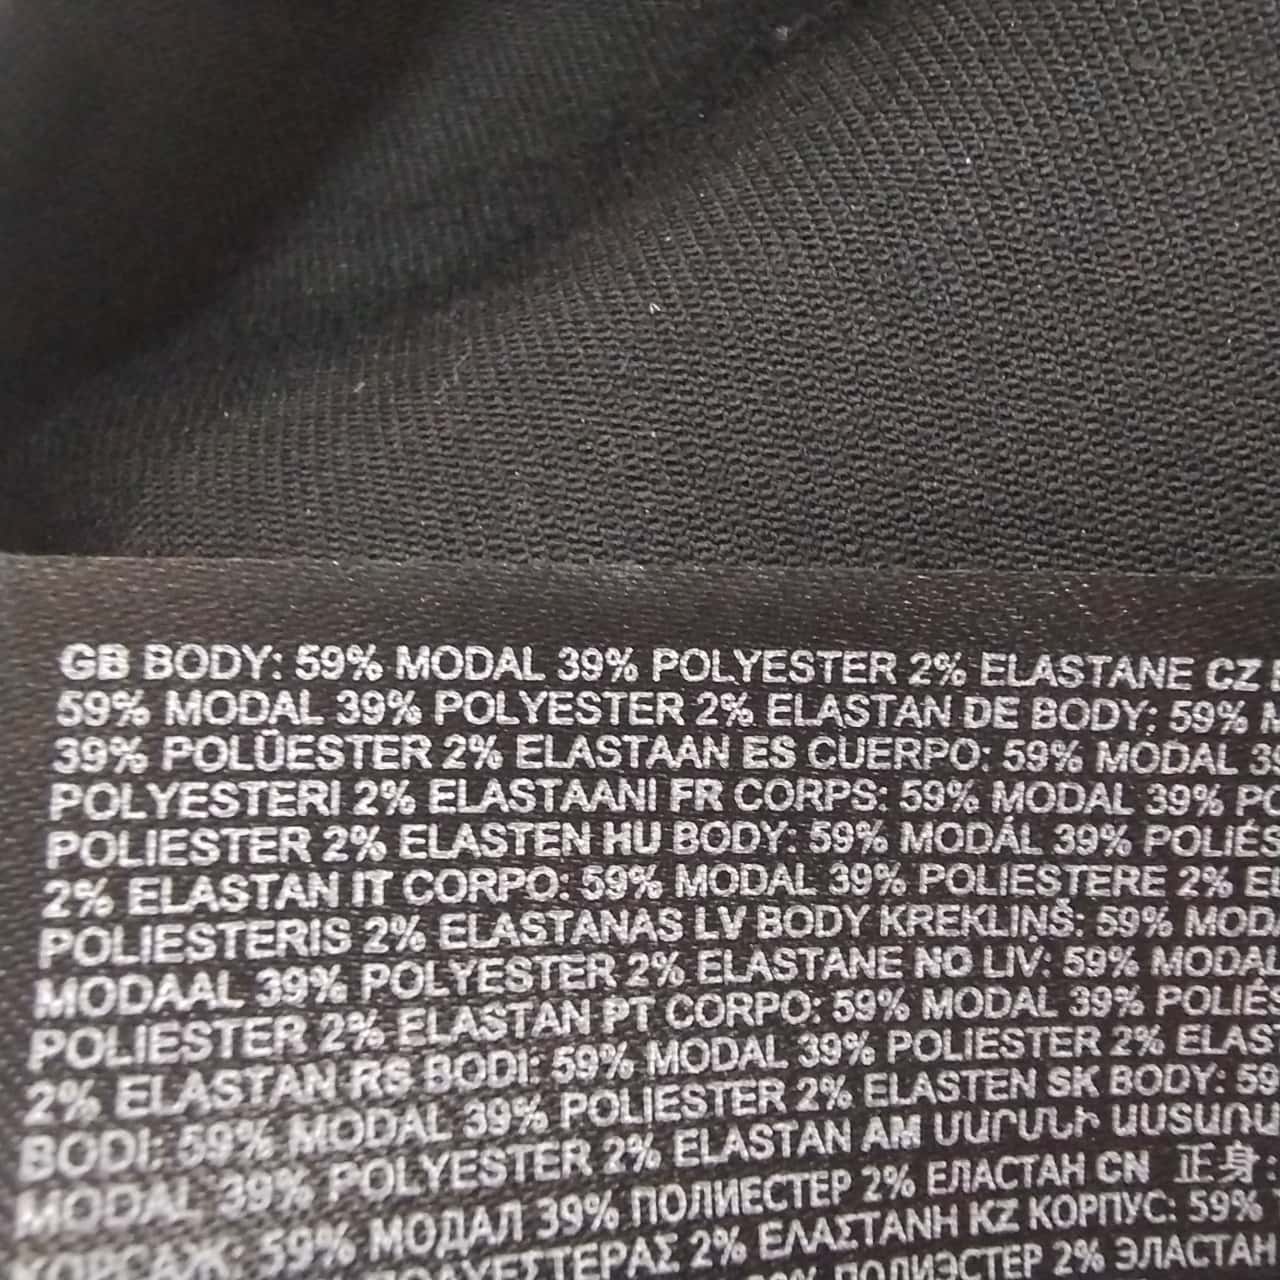 GB BODY: 59% MODAL 39% POLYESTER 2% ELASTANE CZ
59% MODAL 39% POLYESTER 2% ELASTAN DE BODY: 59%
39% POLÜESTER 2% ELASTAAN ES CUERPO: 59% MODAL
POLYESTERI 2% ELASTAANI FR CORPS: 59% MODAL 39%
POLIESTER 2% ELASTEN HU BODY: 59% MODÁL 39%
2% ELASTAN IT CORPO: 59% MODAL 39% POLIESTERE 2%
POLIESTERIS 2% ELASTANAS LV BODY KREKLIŅŠ: 59%
MODAAL 39% POLYESTER 2% ELASTANE NO LIV: 59% MODAL
POLIESTER 2% ELASTAN PT CORPO: 59% MODAL 39%
2% ELASTAN RS BODI: 59% MODAL 39% POLIESTER 2%
BODI: 59% MODAL 39% POLIESTER 2% ELASTEN SK BODY:
MODAL 39% POLYESTER 2% ELASTAN AM ՄԱՐՄՆԻ
КОРСАЖ: 59% МОДАЛ 39% ПОЛИЕСТЕР 2% ЕЛАСТАН CN 正身:
2% ΕΛΑΣΤΑΝΗ KZ КОРПУС: 59%
ПОЛИЭСТЕР 2% ЭЛАСТАН